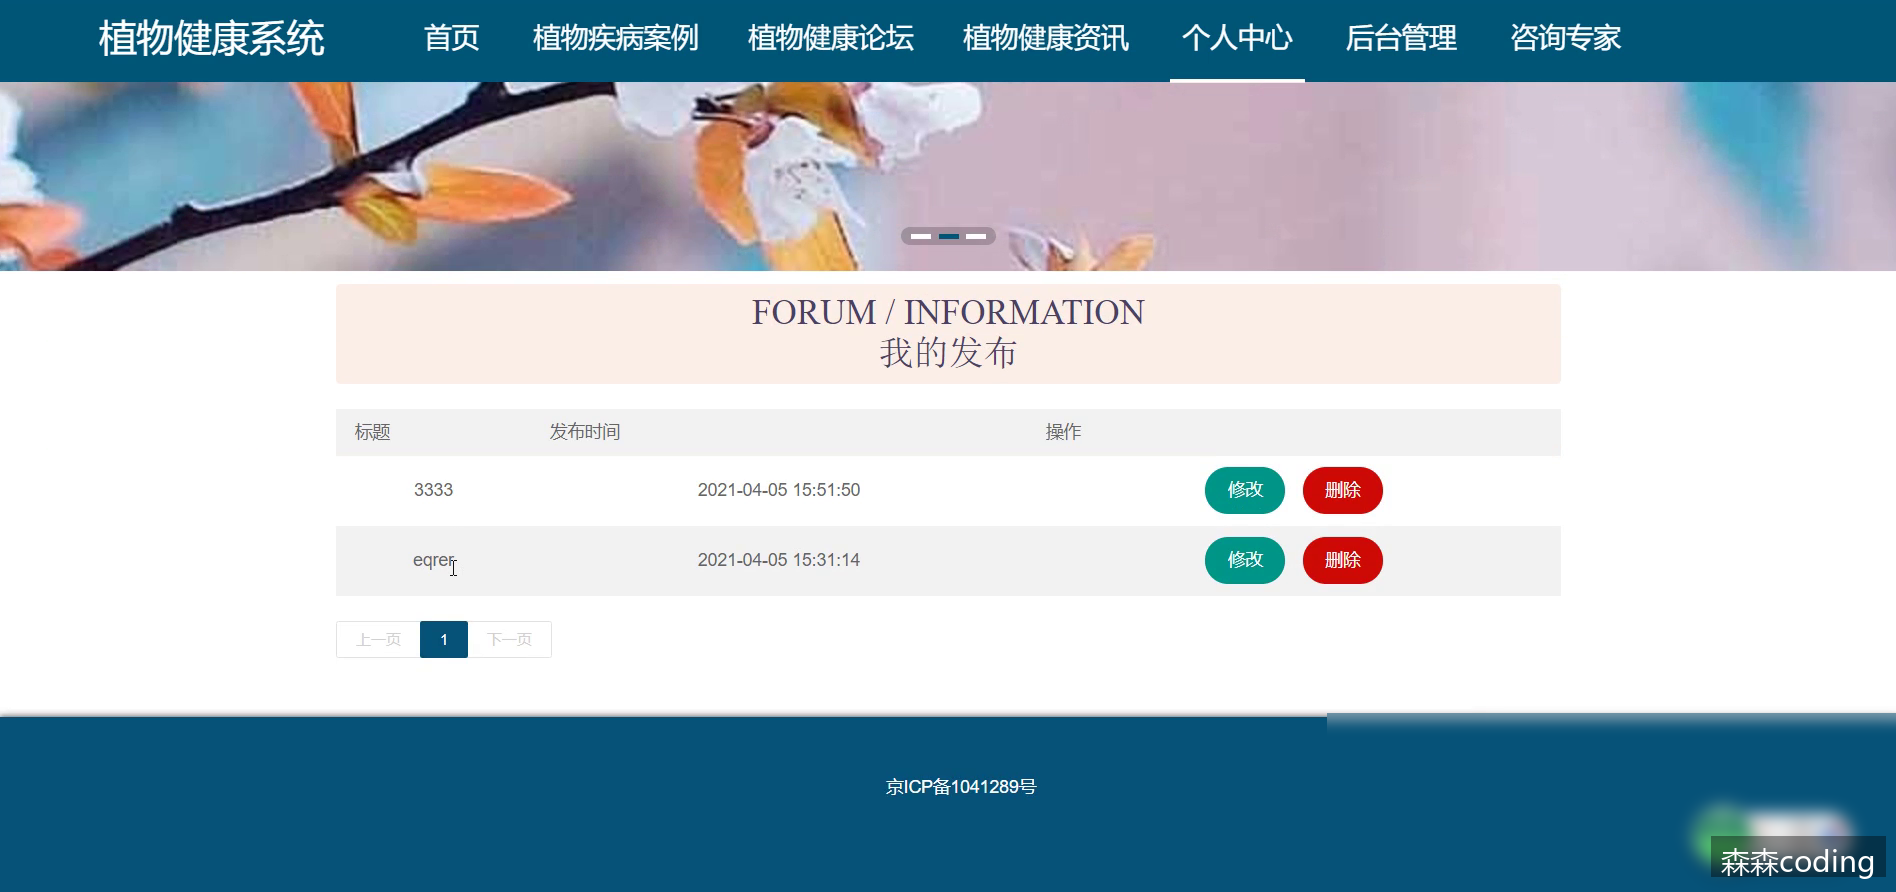 植物健康系统 首页 植物疾病案例 植物健康论坛 植物健康资讯 个人中心 后台管理 咨询专家
FORUM / INFORMATION
我的发布
标题 发布时间 操作
3333 2021-04-05 15:51:50 修改 删除
eqrer 2021-04-05 15:31:14 修改 删除
上一页 1 下一页
京ICP备1041289号
森森coding